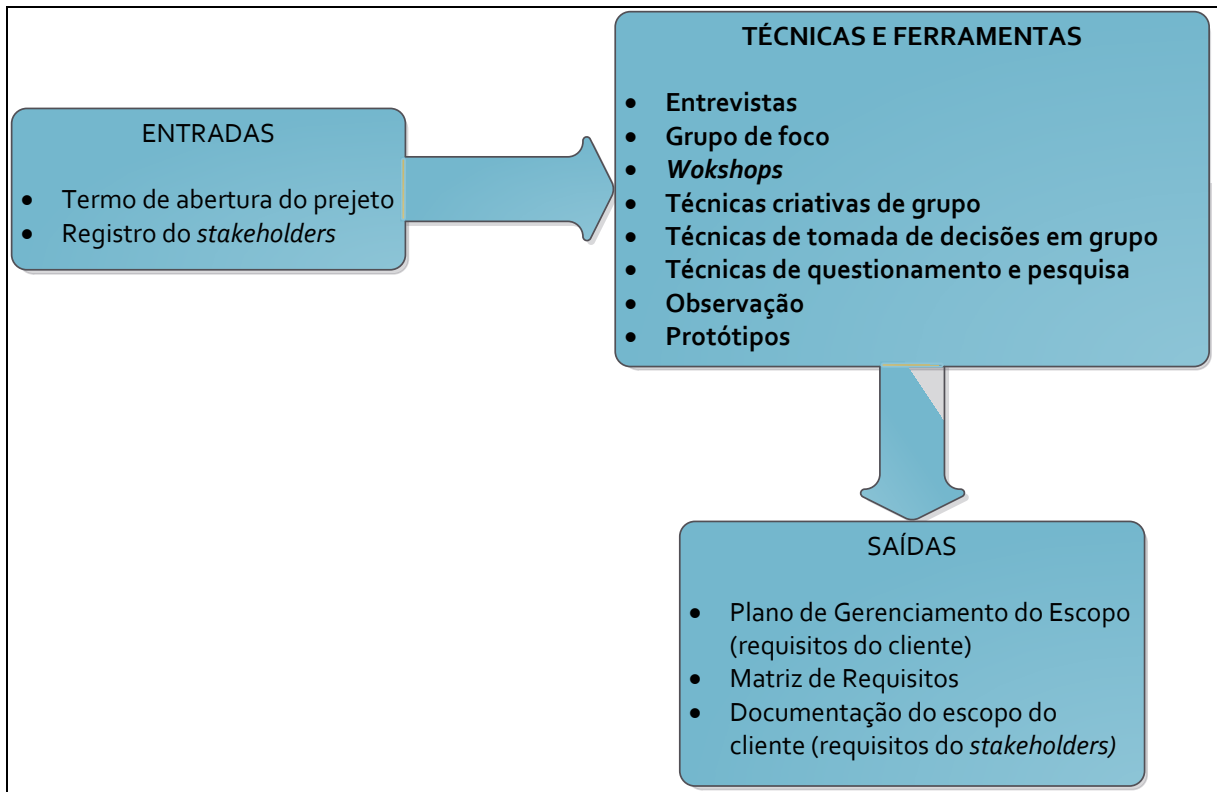 ENTRADAS
• Termo de abertura do prejeto
• Registro do stakeholders
TÉCNICAS E FERRAMENTAS
• Entrevistas
• Grupo de foco
• Wokshops
• Técnicas criativas de grupo
• Técnicas de tomada de decisões em grupo
• Técnicas de questionamento e pesquisa
• Observação
• Protótipos
SAÍDAS
• Plano de Gerenciamento do Escopo
(requisitos do cliente)
• Matriz de Requisitos
• Documentação do escopo do
cliente (requisitos do stakeholders)